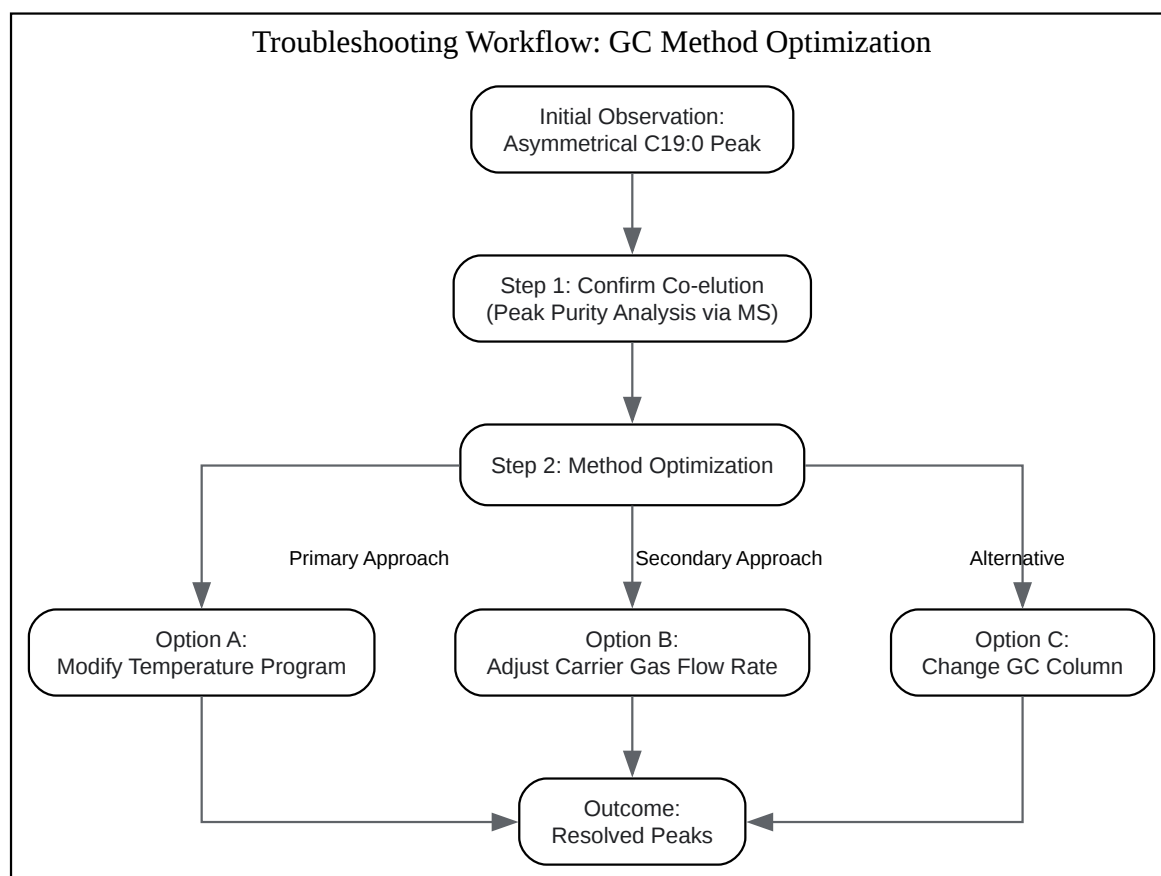 Troubleshooting Workflow: GC Method Optimization
Initial Observation:
Asymmetrical C19:0 Peak
Step 1: Confirm Co-elution
(Peak Purity Analysis via MS)
Step 2: Method Optimization
Primary Approach
Secondary Approach
Alternative
Option A:
Modify Temperature Program
Option B:
Adjust Carrier Gas Flow Rate
Option C:
Change GC Column
Outcome:
Resolved Peaks